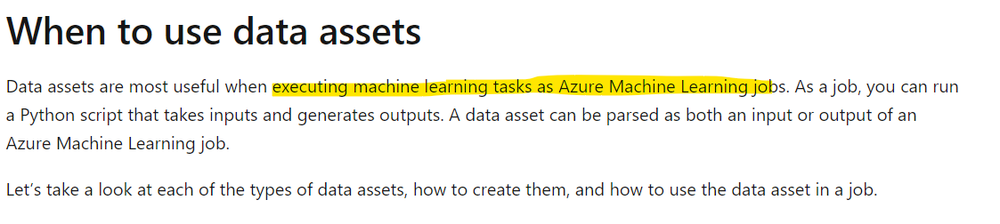 When to use data assets
Data assets are most useful when executing machine learning tasks as Azure Machine Learning jobs. As a job, you can run
a Python script that takes inputs and generates outputs. A data asset can be parsed as both an input or output of an
Azure Machine Learning job.
Let’s take a look at each of the types of data assets, how to create them, and how to use the data asset in a job.